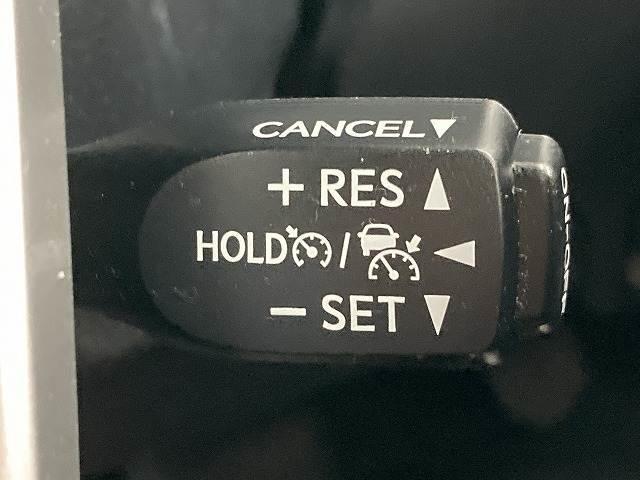 CANCEL▼
+ RES ▲
HOLD / ◀
− SET ▼